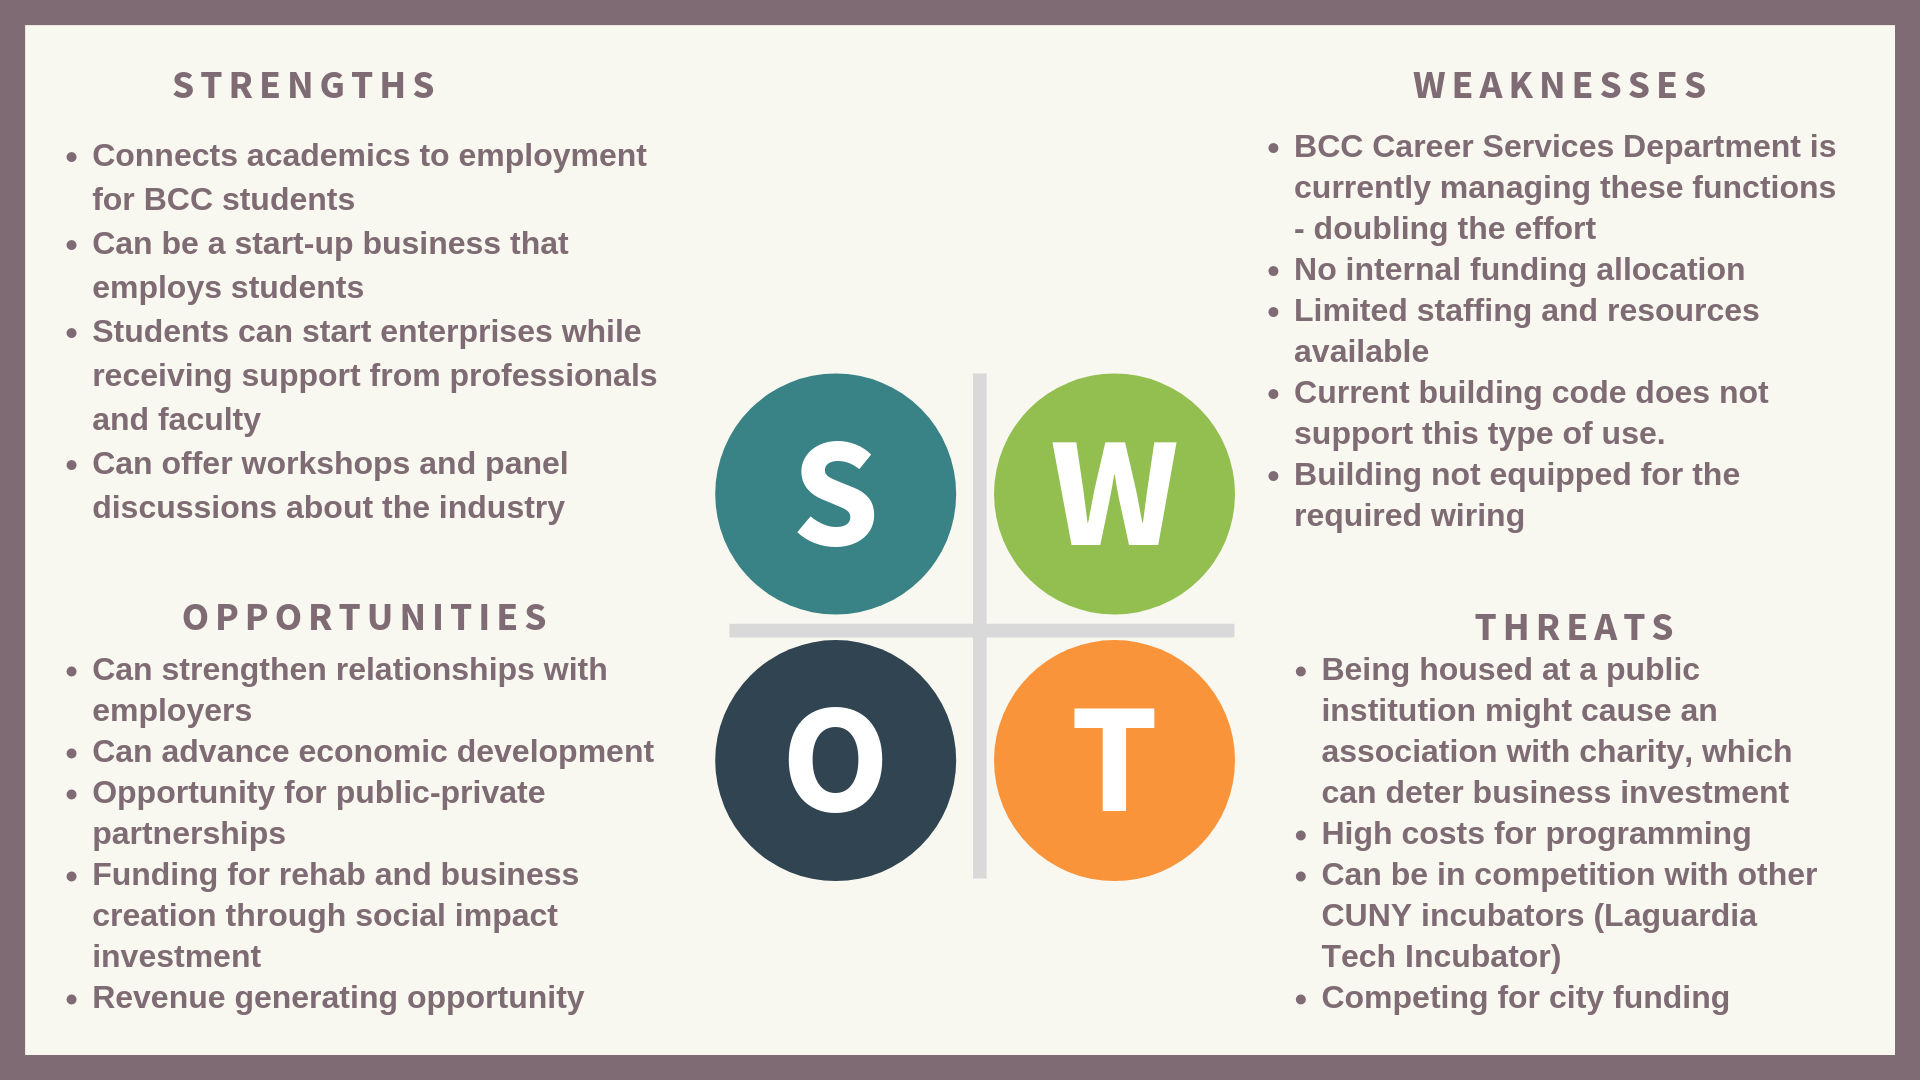 STRENGTHS
• Connects academics to employment
for BCC students
• Can be a start-up business that
employs students
• Students can start enterprises while
receiving support from professionals
and faculty
• Can offer workshops and panel
discussions about the industry
WEAKNESSES
• BCC Career Services Department is
currently managing these functions
- doubling the effort
• No internal funding allocation
• Limited staffing and resources
available
• Current building code does not
support this type of use.
• Building not equipped for the
required wiring
S
W
O
T
OPPORTUNITIES
• Can strengthen relationships with
employers
• Can advance economic development
• Opportunity for public-private
partnerships
• Funding for rehab and business
creation through social impact
investment
• Revenue generating opportunity
THREATS
• Being housed at a public
institution might cause an
association with charity, which
can deter business investment
• High costs for programming
• Can be in competition with other
CUNY incubators (Laguardia
Tech Incubator)
• Competing for city funding